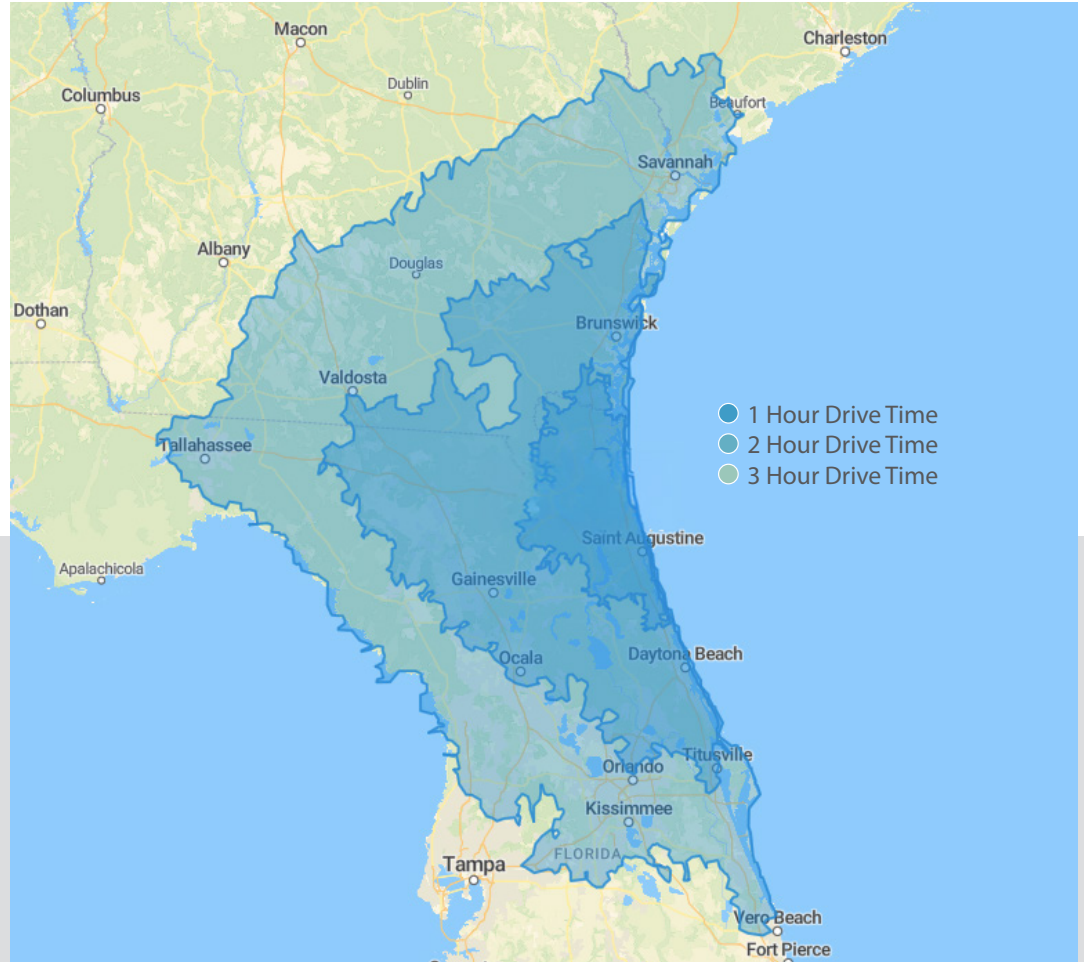 Macon
Charleston
Dublin
Columbus
Beaufort
Savannah
Albany
Douglas
Dothan
Brunswick
Valdosta
1 Hour Drive Time
2 Hour Drive Time
3 Hour Drive Time
Tallahassee
Saint Augustine
Apalachicola
Gainesville
Daytona Beach
Ocala
Titusville
Orlando
Kissimmee
FLORIDA
Tampa
Vero Beach
Fort Pierce